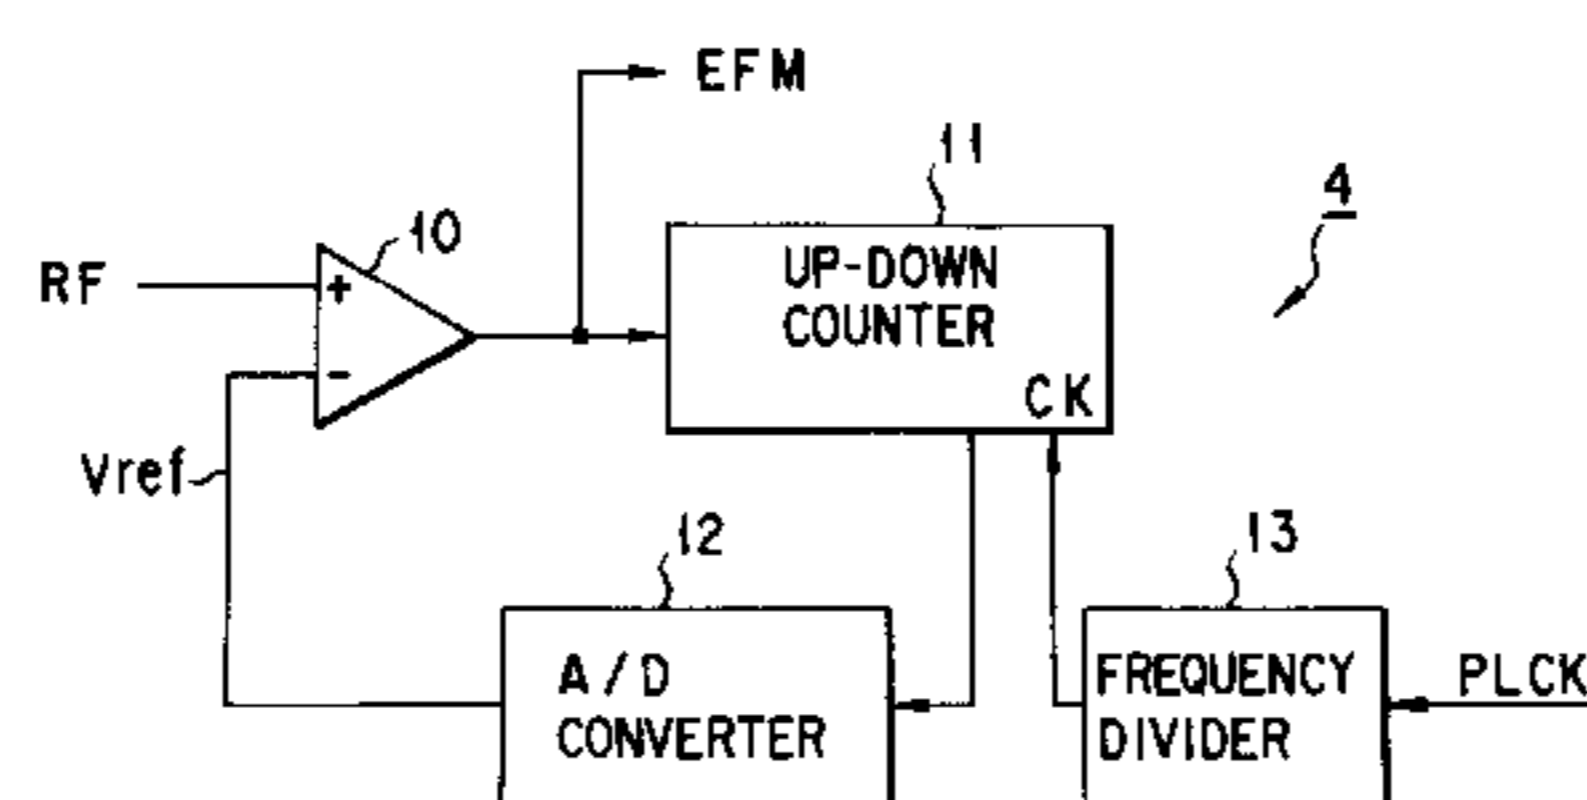 EFM
11
4
10
RF
+
UP-DOWN
COUNTER
-
CK
Vref
12
13
A/D
CONVERTER
FREQUENCY
DIVIDER
PLCK